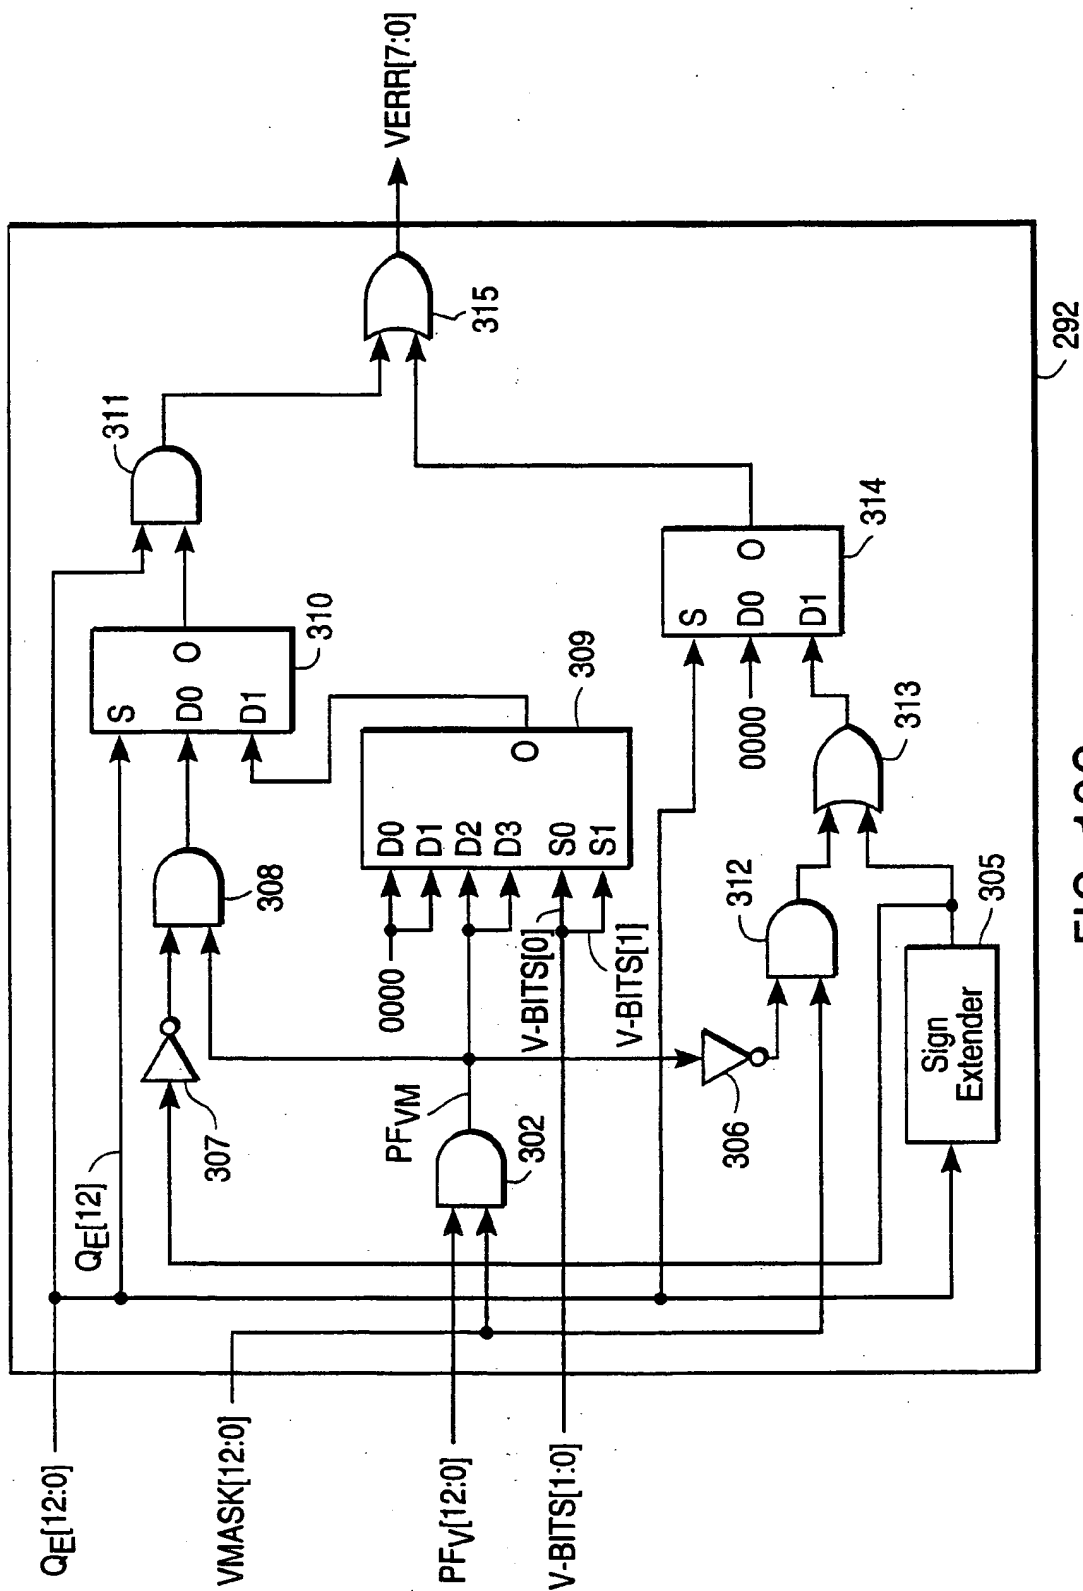 Q_E[12:0]
VMASK[12:0]
PF_V[12:0]
V-BITS[1:0]
Q_E[12]
307
308
S
D0
D1
O
310
311
PF_VM
302
0000
D0
D1
D2
D3
S0
S1
O
309
V-BITS[0]
V-BITS[1]
306
312
313
Sign
Extender
305
0000
S
D0
D1
O
314
315
VERR[7:0]
292